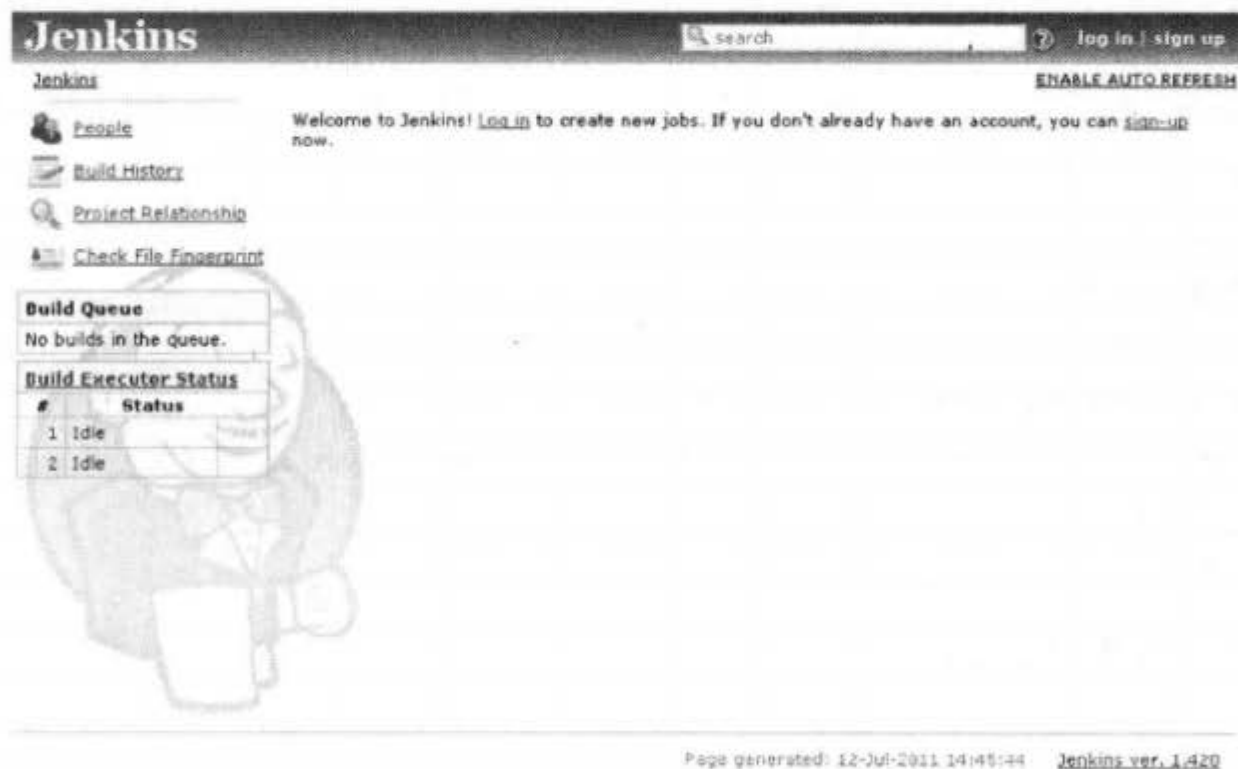 Jenkins
search
log in | sign up
Jenkins
ENABLE AUTO REFRESH
People
Build History
Project Relationship
Check File Fingerprint
Welcome to Jenkins! Log in to create new jobs. If you don't already have an account, you can sign-up
now.
Build Queue
No builds in the queue.
Build Executor Status
# Status
1 Idle
2 Idle
Page generated: 12-Jul-2011 14:45:44
Jenkins ver. 1.420